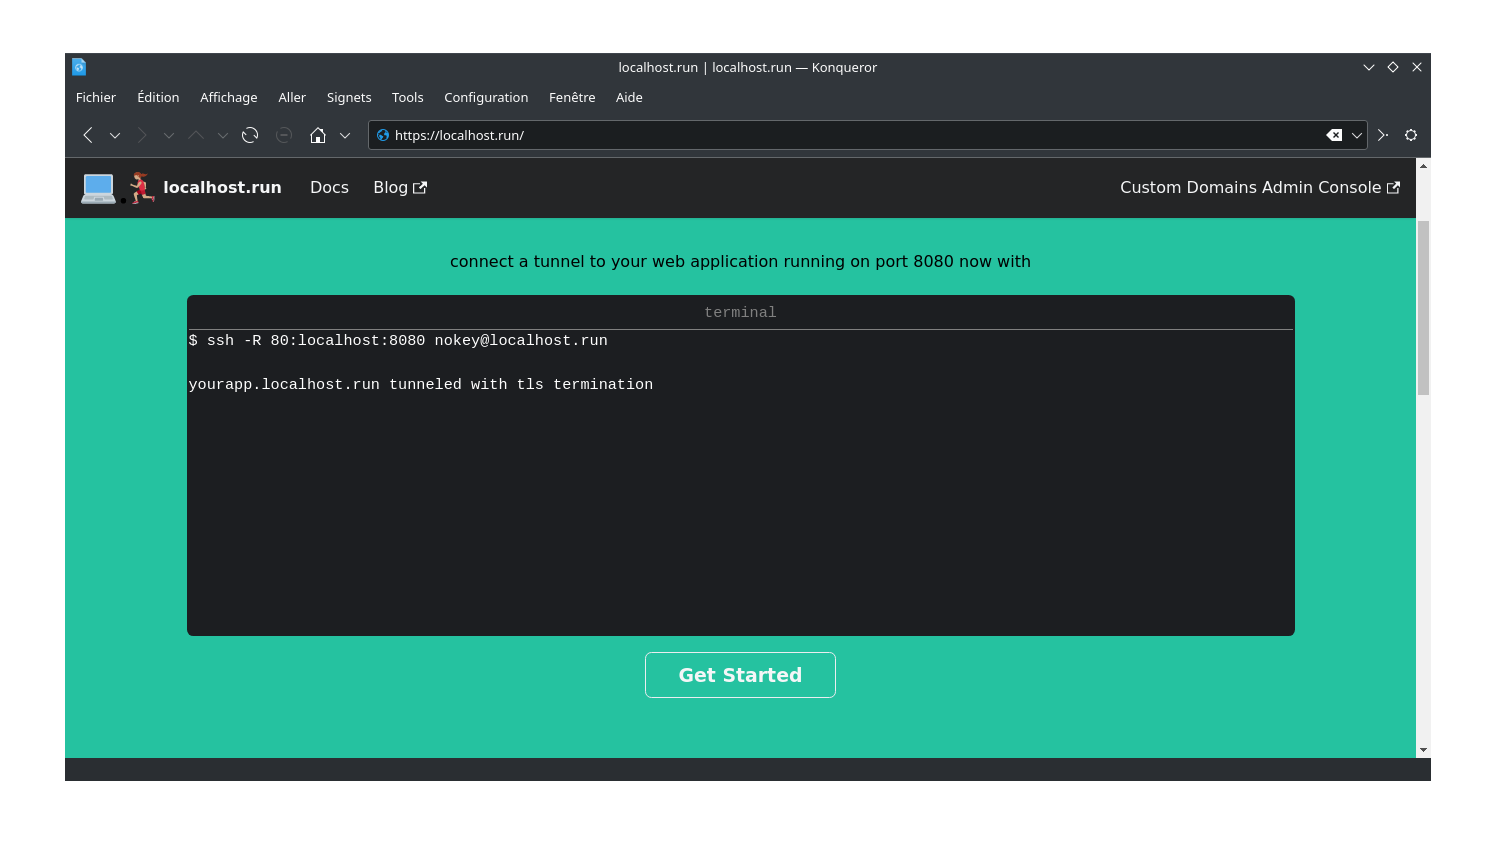 localhost.run | localhost.run — Konqueror
Fichier Édition Affichage Aller Signets Tools Configuration Fenêtre Aide
https://localhost.run/
localhost.run Docs Blog Custom Domains Admin Console
connect a tunnel to your web application running on port 8080 now with
terminal
$ ssh -R 80:localhost:8080 nokey@localhost.run
yourapp.localhost.run tunneled with tls termination
Get Started